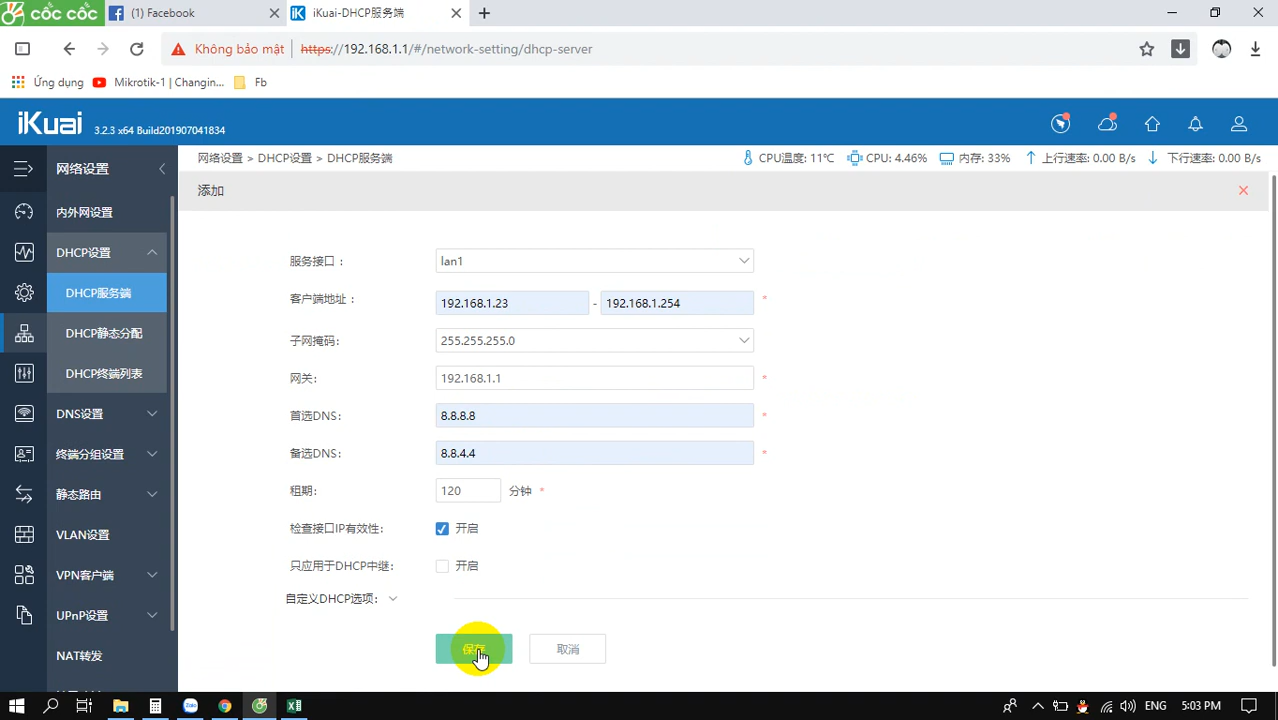 cốc cốc
(1) Facebook
iKuai-DHCP服务端
Không bảo mật
https://192.168.1.1/#/network-setting/dhcp-server
Ứng dụng
Mikrotik-1 | Changin...
Fb
iKuai 3.2.3 x64 Build201907041834
网络设置
网络设置 > DHCP设置 > DHCP服务端
CPU温度: 11°C
CPU: 4.46%
内存: 33%
上行速率: 0.00 B/s
下行速率: 0.00 B/s
内外网设置
DHCP设置
DHCP服务端
DHCP静态分配
DHCP终端列表
DNS设置
终端分组设置
静态路由
VLAN设置
VPN客户端
UPnP设置
NAT转发
添加
服务接口: lan1
客户端地址: 192.168.1.23 - 192.168.1.254 *
子网掩码: 255.255.255.0
网关: 192.168.1.1 *
首选DNS: 8.8.8.8 *
备选DNS: 8.8.4.4 *
租期: 120 分钟 *
检查接口IP有效性: 开启
只应用于DHCP中继: 开启
自定义DHCP选项:
保存 取消
Zalo
ENG
5:03 PM